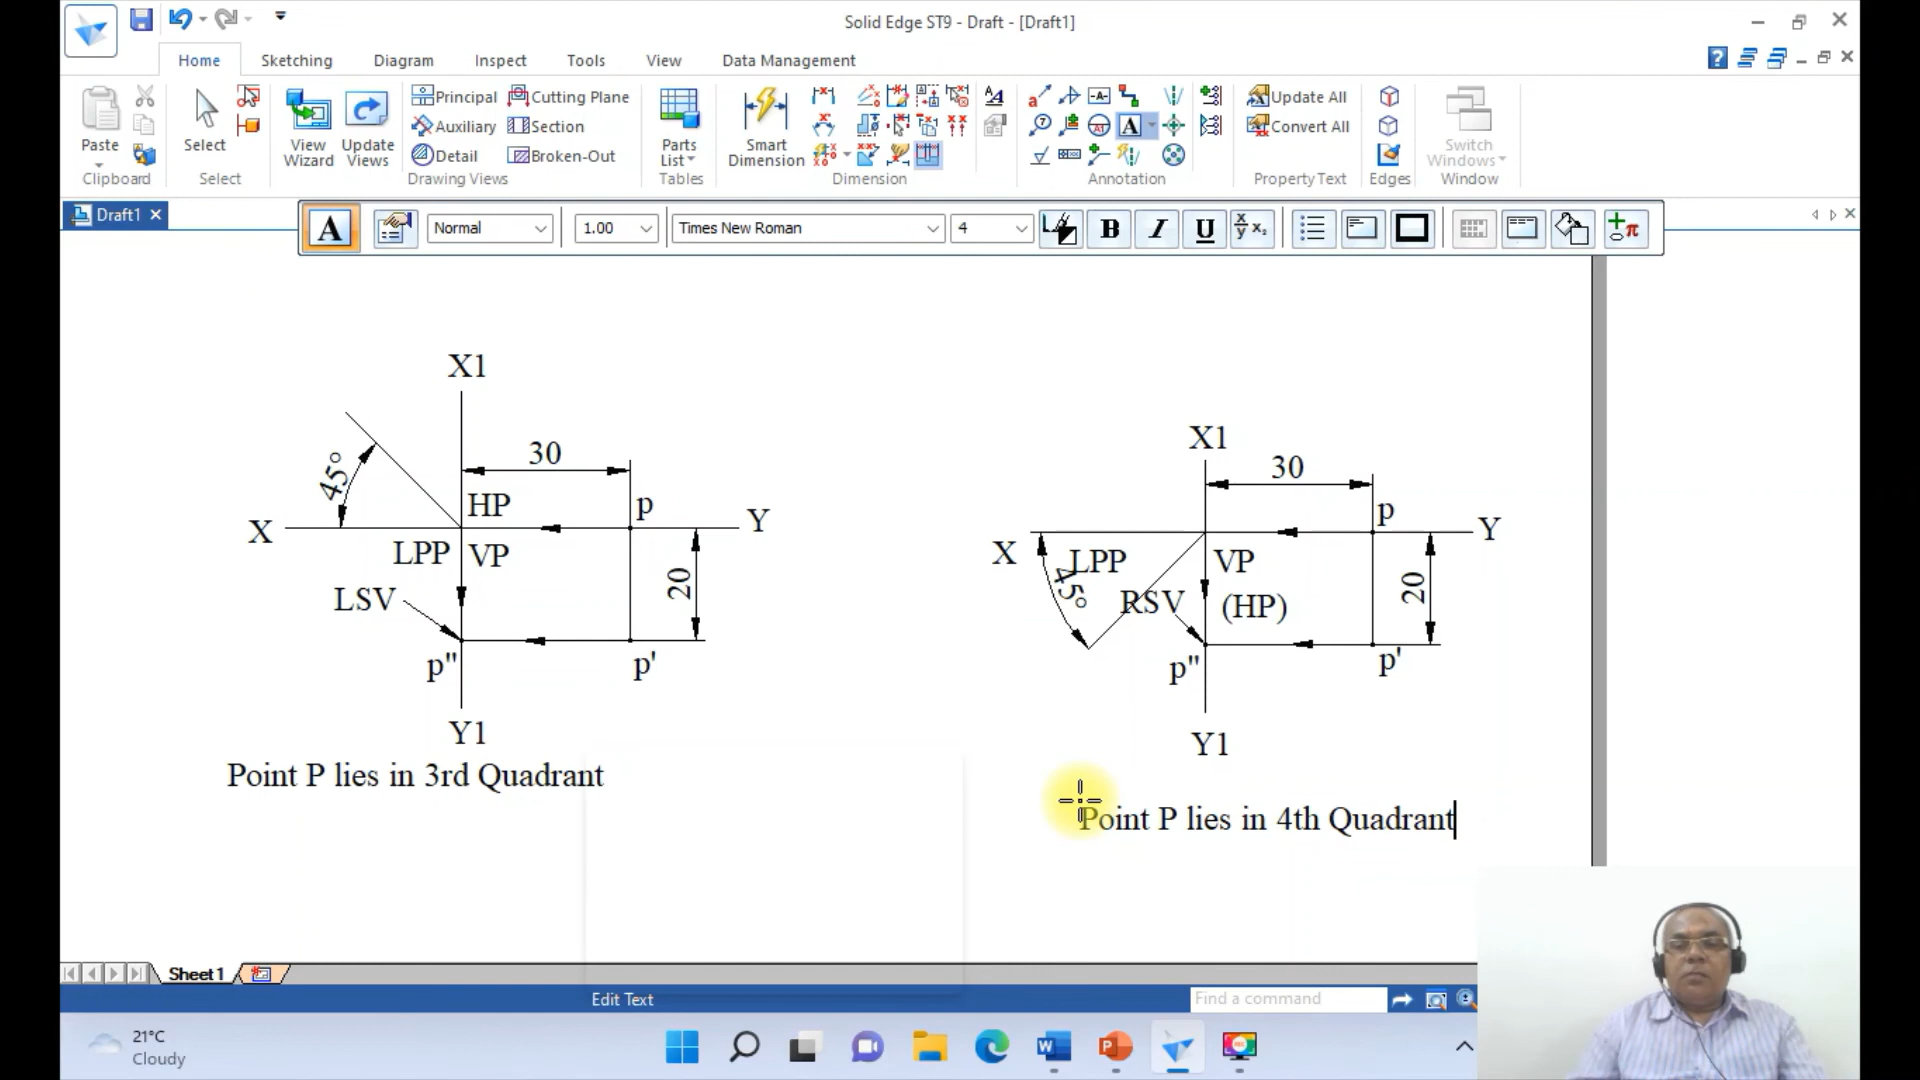 Solid Edge ST9 - Draft - [Draft1]
Home Sketching Diagram Inspect Tools View Data Management
Paste
Clipboard
Select
Select
View Wizard
Update Views
Principal
Auxiliary
Detail
Cutting Plane
Section
Broken-Out
Drawing Views
Parts List
Tables
Smart Dimension
Dimension
A
Annotation
Update All
Convert All
Property Text
Edges
Switch Windows
Window
Draft1
A Normal 1.00 Times New Roman 4 B I U
X1
30
45°
HP
p
X
Y
LPP
VP
LSV
20
p"
p'
Y1
Point P lies in 3rd Quadrant
X1
30
p
X
Y
LPP
VP
45°
RSV
(HP)
20
p"
p'
Y1
Point P lies in 4th Quadrant
Sheet1
Edit Text
Find a command
21°C
Cloudy